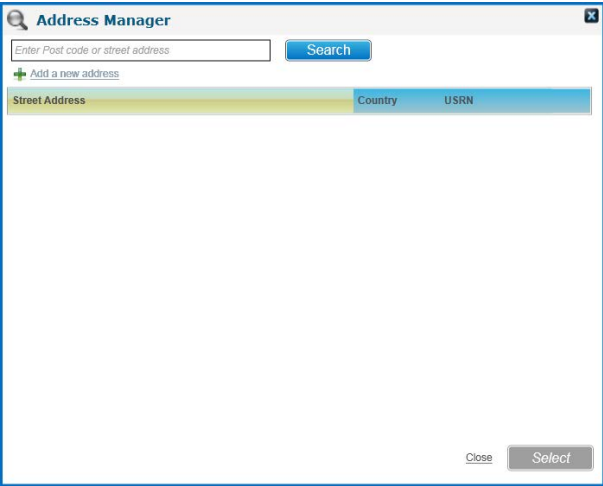 Address Manager
Enter Post code or street address
Search
Add a new address
Street Address Country USRN
Close Select